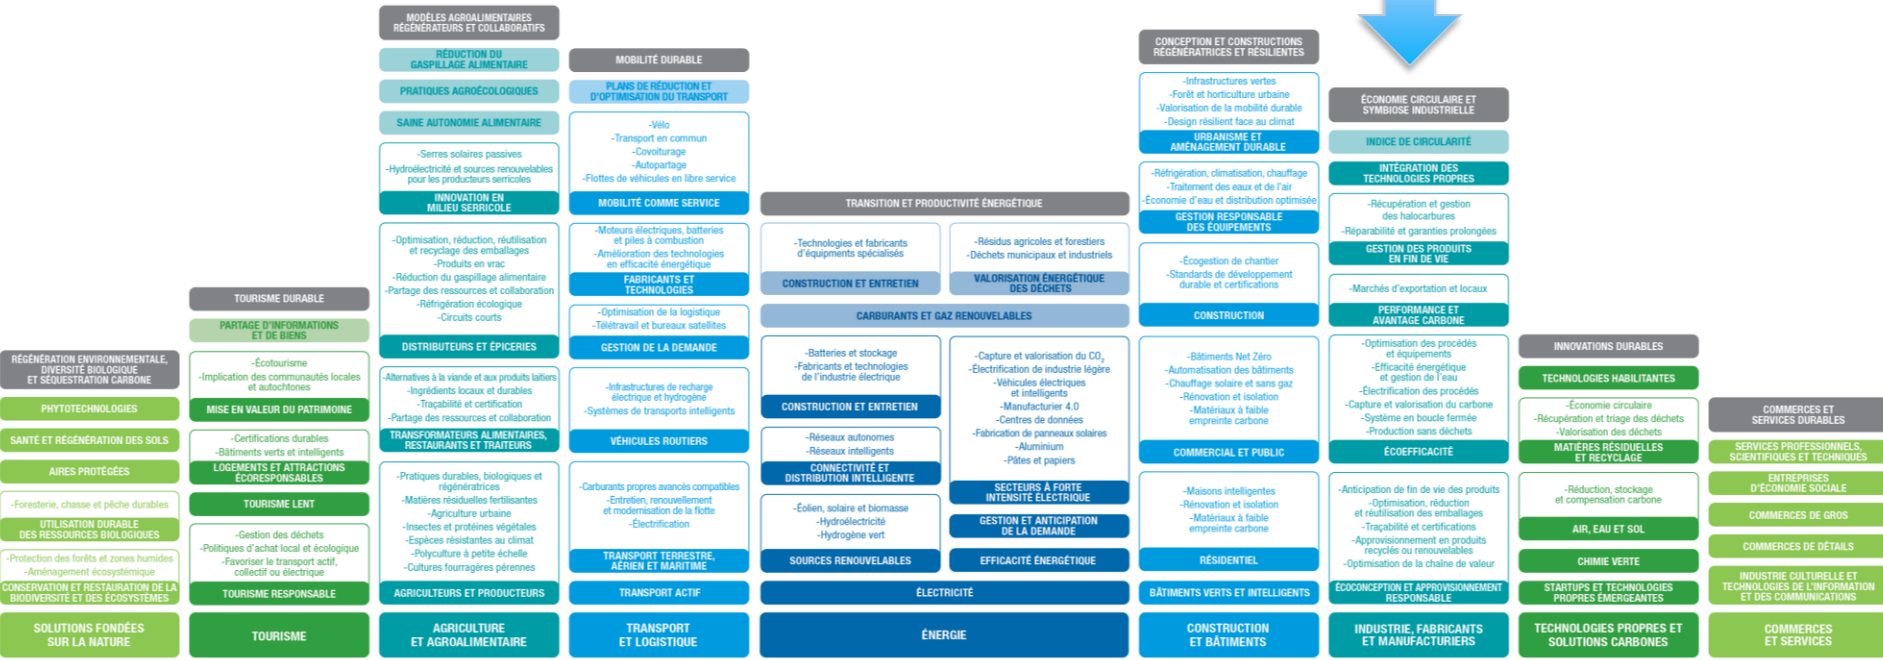 RÉGÉNÉRATION ENVIRONNEMENTALE,
DIVERSITÉ BIOLOGIQUE
ET SÉQUESTRATION CARBONE
PHYTOTECHNOLOGIES
SANTÉ ET RÉGÉNÉRATION DES SOLS
AIRES PROTÉGÉES
-Foresterie, chasse et pêche durables
UTILISATION DURABLE
DES RESSOURCES BIOLOGIQUES
-Protection des forêts et zones humides
-Aménagement écosystémique
CONSERVATION ET RESTAURATION DE LA
BIODIVERSITÉ ET DES ÉCOSYSTÈMES
SOLUTIONS FONDÉES
SUR LA NATURE
TOURISME DURABLE
PARTAGE D'INFORMATIONS
ET DE BIENS
-Écotourisme
-Implication des communautés locales
et autochtones
MISE EN VALEUR DU PATRIMOINE
-Certifications durables
-Bâtiments verts et intelligents
LOGEMENTS ET ATTRACTIONS
ÉCORESPONSABLES
TOURISME LENT
-Gestion des déchets
-Politiques d'achat local et écologique
-Favoriser le transport actif,
collectif ou électrique
TOURISME RESPONSABLE
TOURISME
MODÈLES AGROALIMENTAIRES
RÉGÉNÉRATEURS ET COLLABORATIFS
RÉDUCTION DU
GASPILLAGE ALIMENTAIRE
PRATIQUES AGROÉCOLOGIQUES
SAINE AUTONOMIE ALIMENTAIRE
-Serres solaires passives
-Hydroélectricité et sources renouvelables
pour les producteurs serricoles
INNOVATION EN
MILIEU SERRICOLE
-Optimisation, réduction, réutilisation
et recyclage des emballages
-Produits en vrac
-Réduction du gaspillage alimentaire
-Partage des ressources et collaboration
-Réfrigération écologique
-Circuits courts
DISTRIBUTEURS ET ÉPICERIES
-Alternatives à la viande et aux produits laitiers
-Ingrédients locaux et durables
-Traçabilité et certification
-Partage des ressources et collaboration
TRANSFORMATEURS ALIMENTAIRES,
RESTAURANTS ET TRAITEURS
-Pratiques durables, biologiques et
régénératrices
-Matières résiduelles fertilisantes
-Agriculture urbaine
-Insectes et protéines végétales
-Espèces résistantes au climat
-Polyculture à petite échelle
-Cultures fourragères pérennes
AGRICULTEURS ET PRODUCTEURS
AGRICULTURE
ET AGROALIMENTAIRE
MOBILITÉ DURABLE
PLANS DE RÉDUCTION ET
D'OPTIMISATION DU TRANSPORT
-Vélo
-Transport en commun
-Covoiturage
-Autopartage
-Flottes de véhicules en libre service
MOBILITÉ COMME SERVICE
-Moteurs électriques, batteries
et piles à combustion
-Amélioration des technologies
en efficacité énergétique
FABRICANTS ET
TECHNOLOGIES
-Optimisation de la logistique
-Télétravail et bureaux satellites
GESTION DE LA DEMANDE
-Infrastructures de recharge
électrique et hydrogène
-Systèmes de transports intelligents
VÉHICULES ROUTIERS
-Carburants propres avancés compatibles
-Entretien, renouvellement
et modernisation de la flotte
-Électrification
TRANSPORT TERRESTRE,
AÉRIEN ET MARITIME
TRANSPORT ACTIF
TRANSPORT
ET LOGISTIQUE
TRANSITION ET PRODUCTIVITÉ ÉNERGÉTIQUE
-Technologies et fabricants
d'équipements spécialisés
CONSTRUCTION ET ENTRETIEN
-Résidus agricoles et forestiers
-Déchets municipaux et industriels
VALORISATION ÉNERGÉTIQUE
DES DÉCHETS
CARBURANTS ET GAZ RENOUVELABLES
-Batteries et stockage
-Fabricants et technologies
de l'industrie électrique
CONSTRUCTION ET ENTRETIEN
-Réseaux autonomes
-Réseaux intelligents
CONNECTIVITÉ ET
DISTRIBUTION INTELLIGENTE
-Éolien, solaire et biomasse
-Hydroélectricité
-Hydrogène vert
SOURCES RENOUVELABLES
-Capture et valorisation du CO2
-Électrification de industrie légère
-Véhicules électriques
et intelligents
-Manufacturier 4.0
-Centres de données
-Fabrication de panneaux solaires
-Aluminium
-Pâtes et papiers
SECTEURS À FORTE
INTENSITÉ ÉLECTRIQUE
GESTION ET ANTICIPATION
DE LA DEMANDE
EFFICACITÉ ÉNERGÉTIQUE
ÉLECTRICITÉ
ÉNERGIE
CONCEPTION ET CONSTRUCTIONS
RÉGÉNÉRATRICES ET RÉSILIENTES
-Infrastructures vertes
-Forêt et horticulture urbaine
-Valorisation de la mobilité durable
-Design résilient face au climat
URBANISME ET
AMÉNAGEMENT DURABLE
-Réfrigération, climatisation, chauffage
-Traitement des eaux et de l'air
-Économie d'eau et distribution optimisée
GESTION RESPONSABLE
DES ÉQUIPEMENTS
-Écogestion de chantier
-Standards de développement
durable et certifications
CONSTRUCTION
-Bâtiments Net Zéro
-Automatisation des bâtiments
-Chauffage solaire et sans gaz
-Rénovation et isolation
-Matériaux à faible
empreinte carbone
COMMERCIAL ET PUBLIC
-Maisons intelligentes
-Rénovation et isolation
-Matériaux à faible
empreinte carbone
RÉSIDENTIEL
BÂTIMENTS VERTS ET INTELLIGENTS
CONSTRUCTION
ET BÂTIMENTS
ÉCONOMIE CIRCULAIRE ET
SYMBIOSE INDUSTRIELLE
INDICE DE CIRCULARITÉ
INTÉGRATION DES
TECHNOLOGIES PROPRES
-Récupération et gestion
des halocarbures
-Réparabilité et garanties prolongées
GESTION DES PRODUITS
EN FIN DE VIE
-Marchés d'exportation et locaux
PERFORMANCE ET
AVANTAGE CARBONE
-Optimisation des procédés
et équipements
-Efficacité énergétique
et gestion de l'eau
-Électrification des procédés
-Capture et valorisation du carbone
-Système en boucle fermée
-Production sans déchets
ÉCOEFFICACITÉ
-Anticipation de fin de vie des produits
-Optimisation, réduction
et réutilisation des emballages
-Traçabilité et certifications
-Approvisionnement en produits
recyclés ou renouvelables
-Optimisation de la chaîne de valeur
ÉCOCONCEPTION ET APPROVISIONNEMENT
RESPONSABLE
INDUSTRIE, FABRICANTS
ET MANUFACTURIERS
INNOVATIONS DURABLES
TECHNOLOGIES HABILITANTES
-Économie circulaire
-Récupération et triage des déchets
-Valorisation des déchets
MATIÈRES RÉSIDUELLES
ET RECYCLAGE
-Réduction, stockage
et compensation carbone
AIR, EAU ET SOL
CHIMIE VERTE
STARTUPS ET TECHNOLOGIES
PROPRES ÉMERGEANTES
TECHNOLOGIES PROPRES ET
SOLUTIONS CARBONES
COMMERCES ET
SERVICES DURABLES
SERVICES PROFESSIONNELS,
SCIENTIFIQUES ET TECHNIQUES
ENTREPRISES
D'ÉCONOMIE SOCIALE
COMMERCES DE GROS
COMMERCES DE DÉTAILS
INDUSTRIE CULTURELLE ET
TECHNOLOGIES DE L'INFORMATION
ET DES COMMUNICATIONS
COMMERCES
ET SERVICES